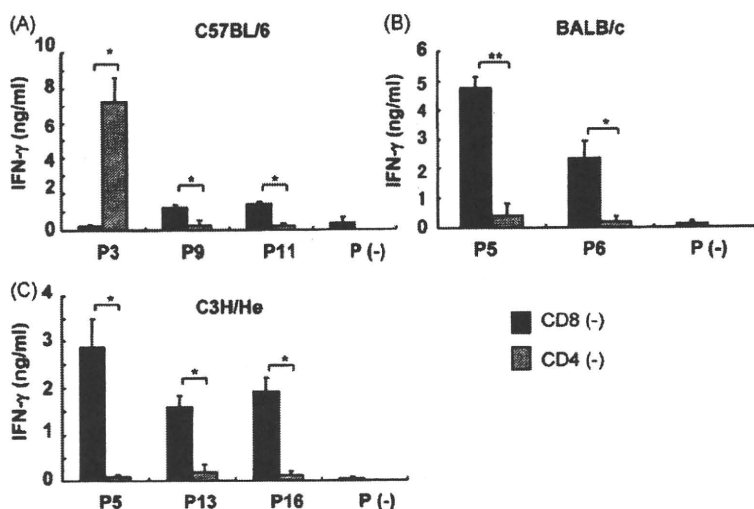 (A)
C57BL/6
IFN-γ (ng/ml)
10
8
6
4
2
0
*
*
*
P3 P9 P11 P (-)
(B)
BALB/c
IFN-γ (ng/ml)
6
5
4
3
2
1
0
**
*
P5 P6 P (-)
(C)
C3H/He
IFN-γ (ng/ml)
4
3
2
1
0
*
*
*
P5 P13 P16 P (-)
CD8 (-)
CD4 (-)